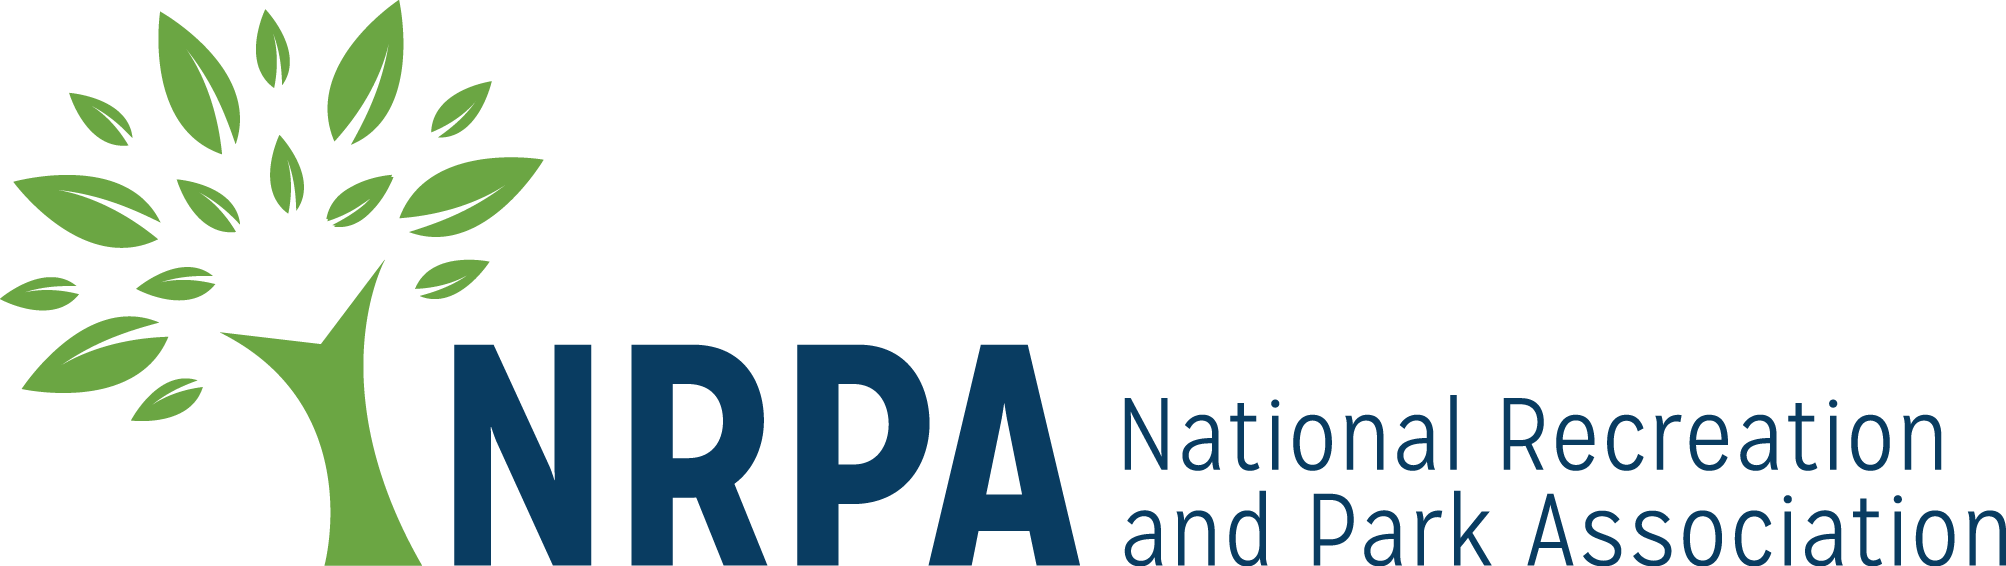 NRPA
National Recreation
and Park Association